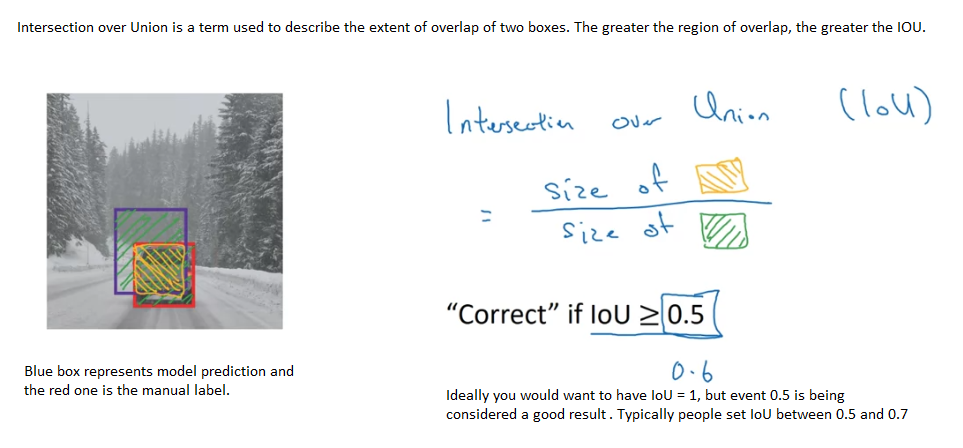 Intersection over Union is a term used to describe the extent of overlap of two boxes. The greater the region of overlap, the greater the IOU.
Intersection over Union (IoU)
= size of
size of
“Correct” if IoU ≥ 0.5
0.6
Blue box represents model prediction and
the red one is the manual label.
Ideally you would want to have IoU = 1, but event 0.5 is being
considered a good result. Typically people set IoU between 0.5 and 0.7